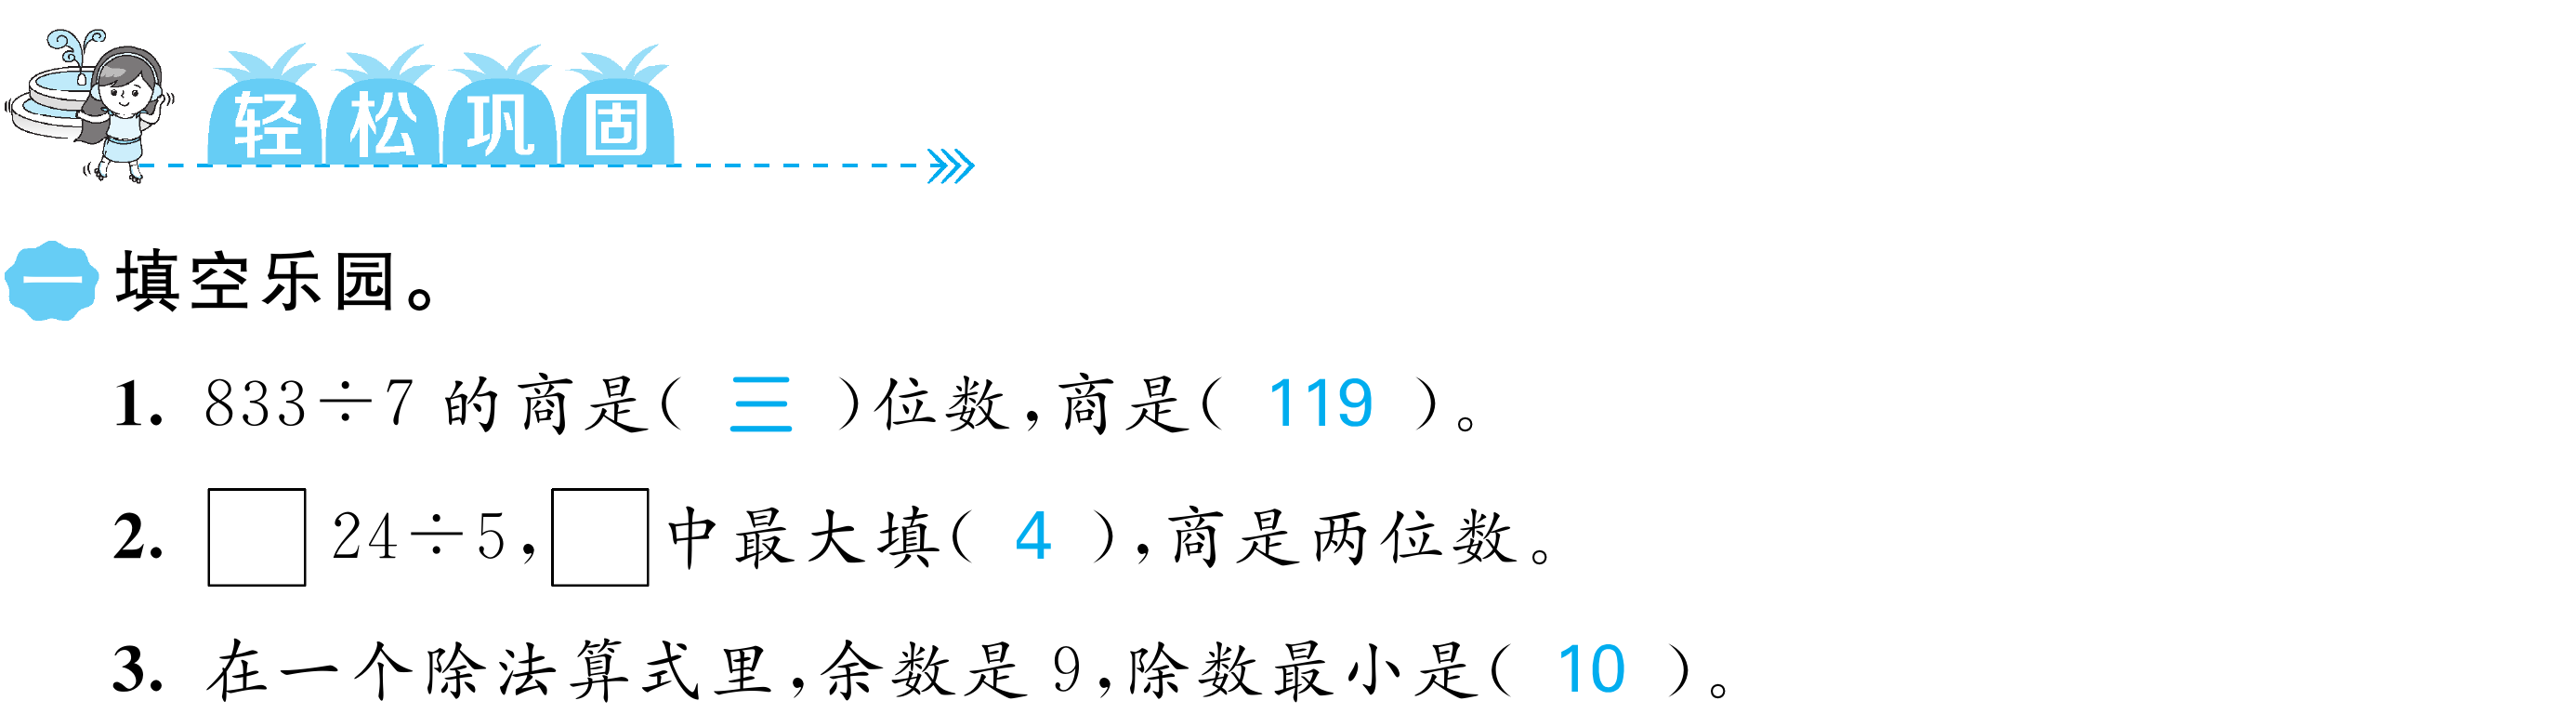 轻松巩固
一 填空乐园。
1. 833÷7 的商是( 三 )位数,商是( 119 )。
2. □ 24÷5,□中最大填( 4 ),商是两位数。
3. 在一个除法算式里,余数是 9,除数最小是( 10 )。